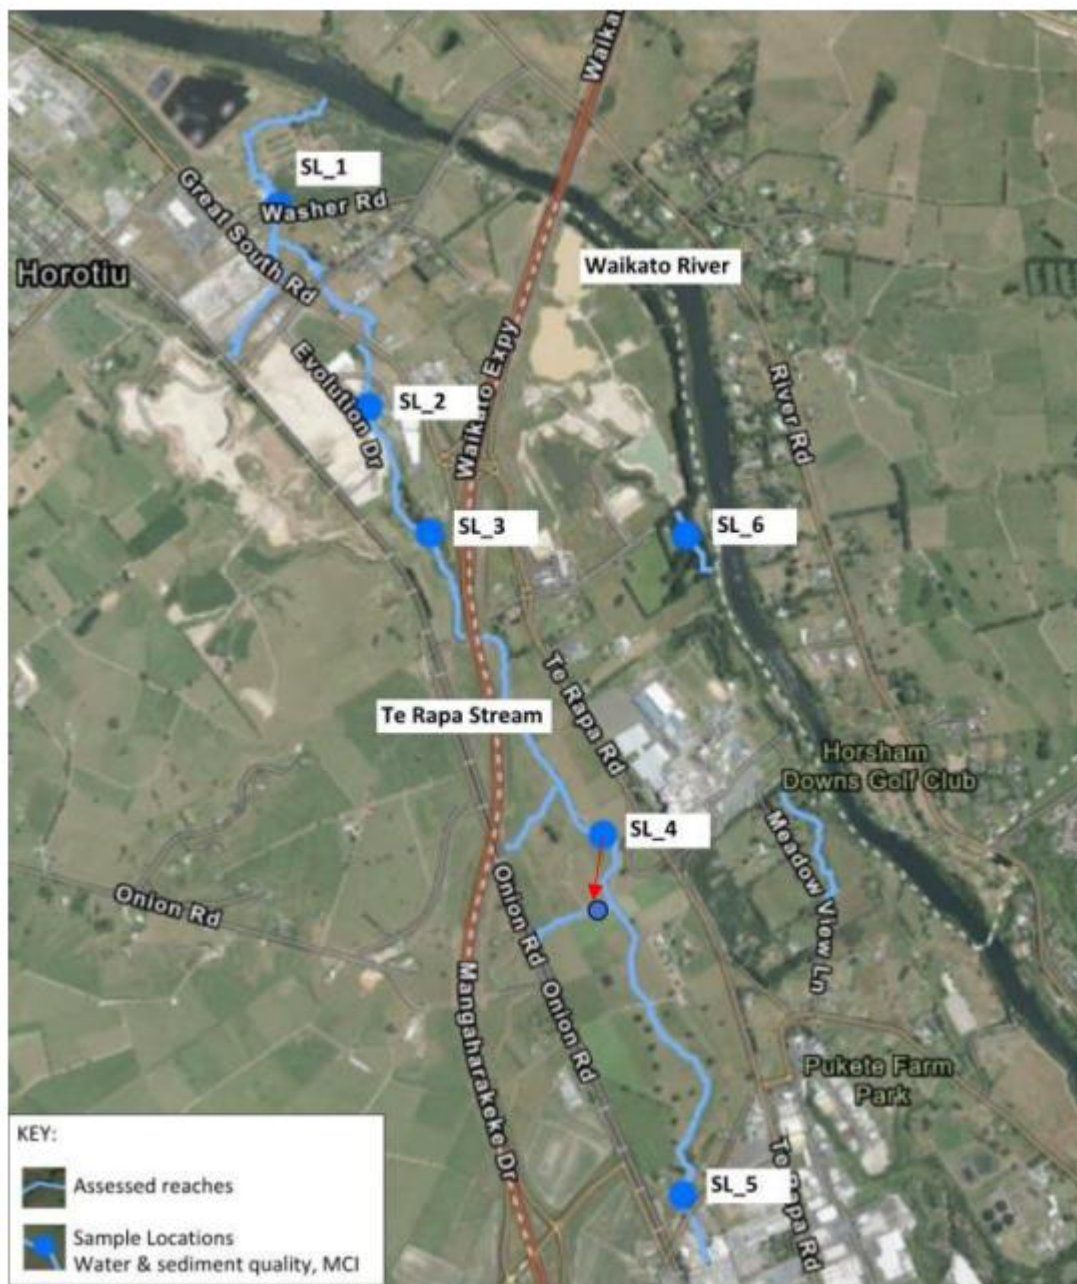 Waika
SL_1
Washer Rd
Great South Rd
Horotiu
Waikato River
Evolution Dr
SL_2
Waikato Expy
River Rd
SL_3
SL_6
Te Rapa Stream
Te Rapa Rd
Horsham
Downs Golf Club
SL_4
Meadow View Ln
Onion Rd
Onion Rd
Onion Rd
Mangaharakeke Dr
Pukete Farm
Park
SL_5
Te Rapa Rd
KEY:
Assessed reaches
Sample Locations
Water & sediment quality, MCI